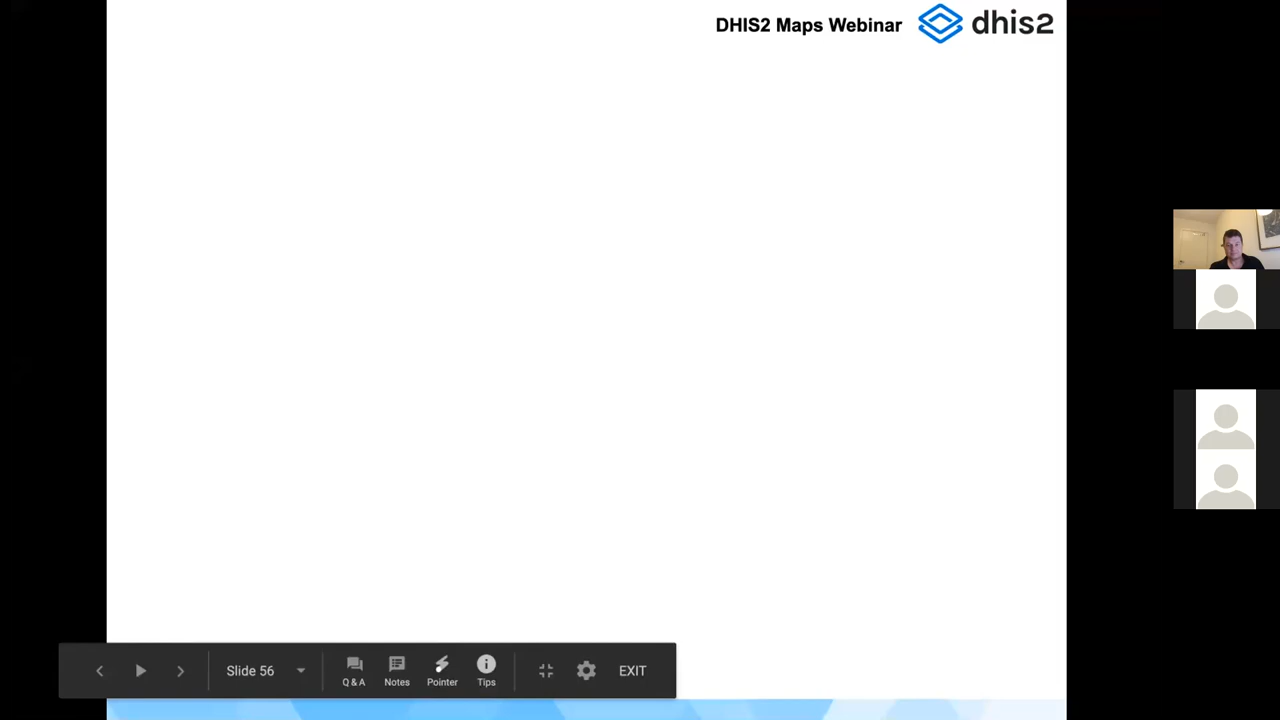 DHIS2 Maps Webinar dhis2
Slide 56
Q & A Notes Pointer Tips
EXIT